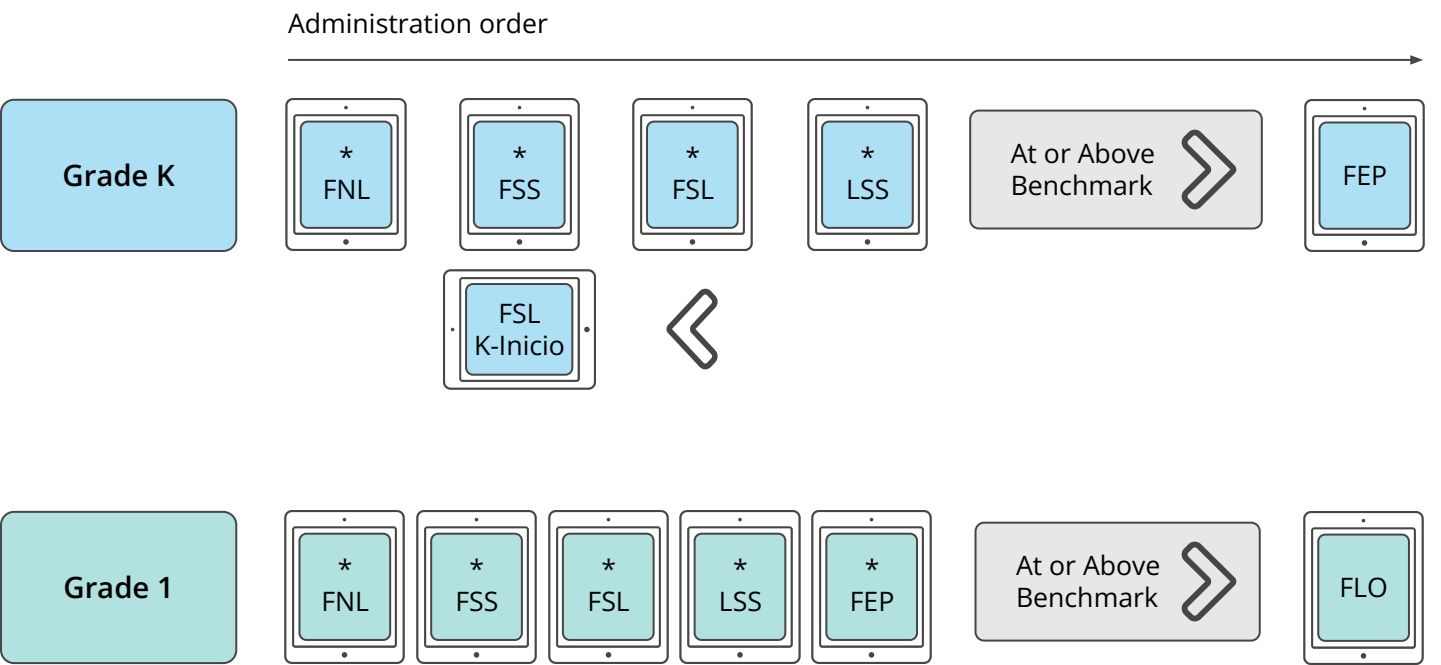 Administration order
Grade K
*
FNL
*
FSS
*
FSL
*
LSS
At or Above
Benchmark
FEP
FSL
K-Inicio
Grade 1
*
FNL
*
FSS
*
FSL
*
LSS
*
FEP
At or Above
Benchmark
FLO